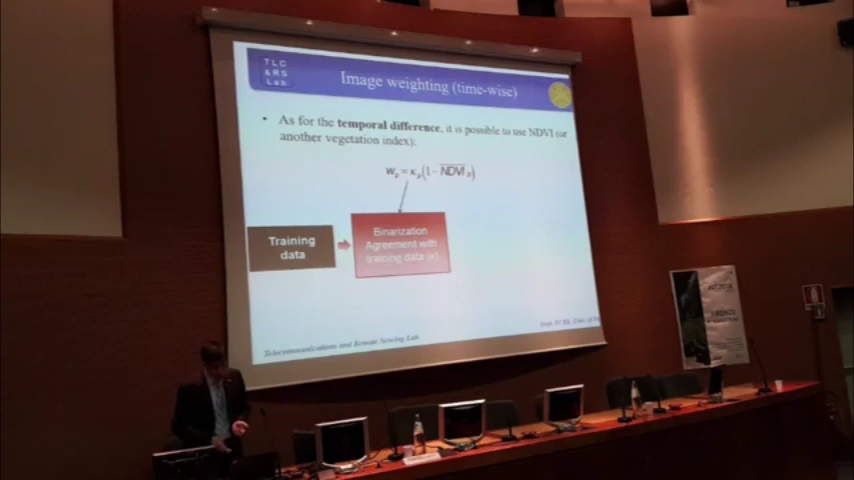 TLC
& RS
Lab
Image weighting (time-wise)
• As for the temporal difference, it is possible to use NDVI (or
another vegetation index):
Training
data
Binarization
Agreement with
training data (κ)
Telecommunications and Remote Sensing Lab
FIRENZE